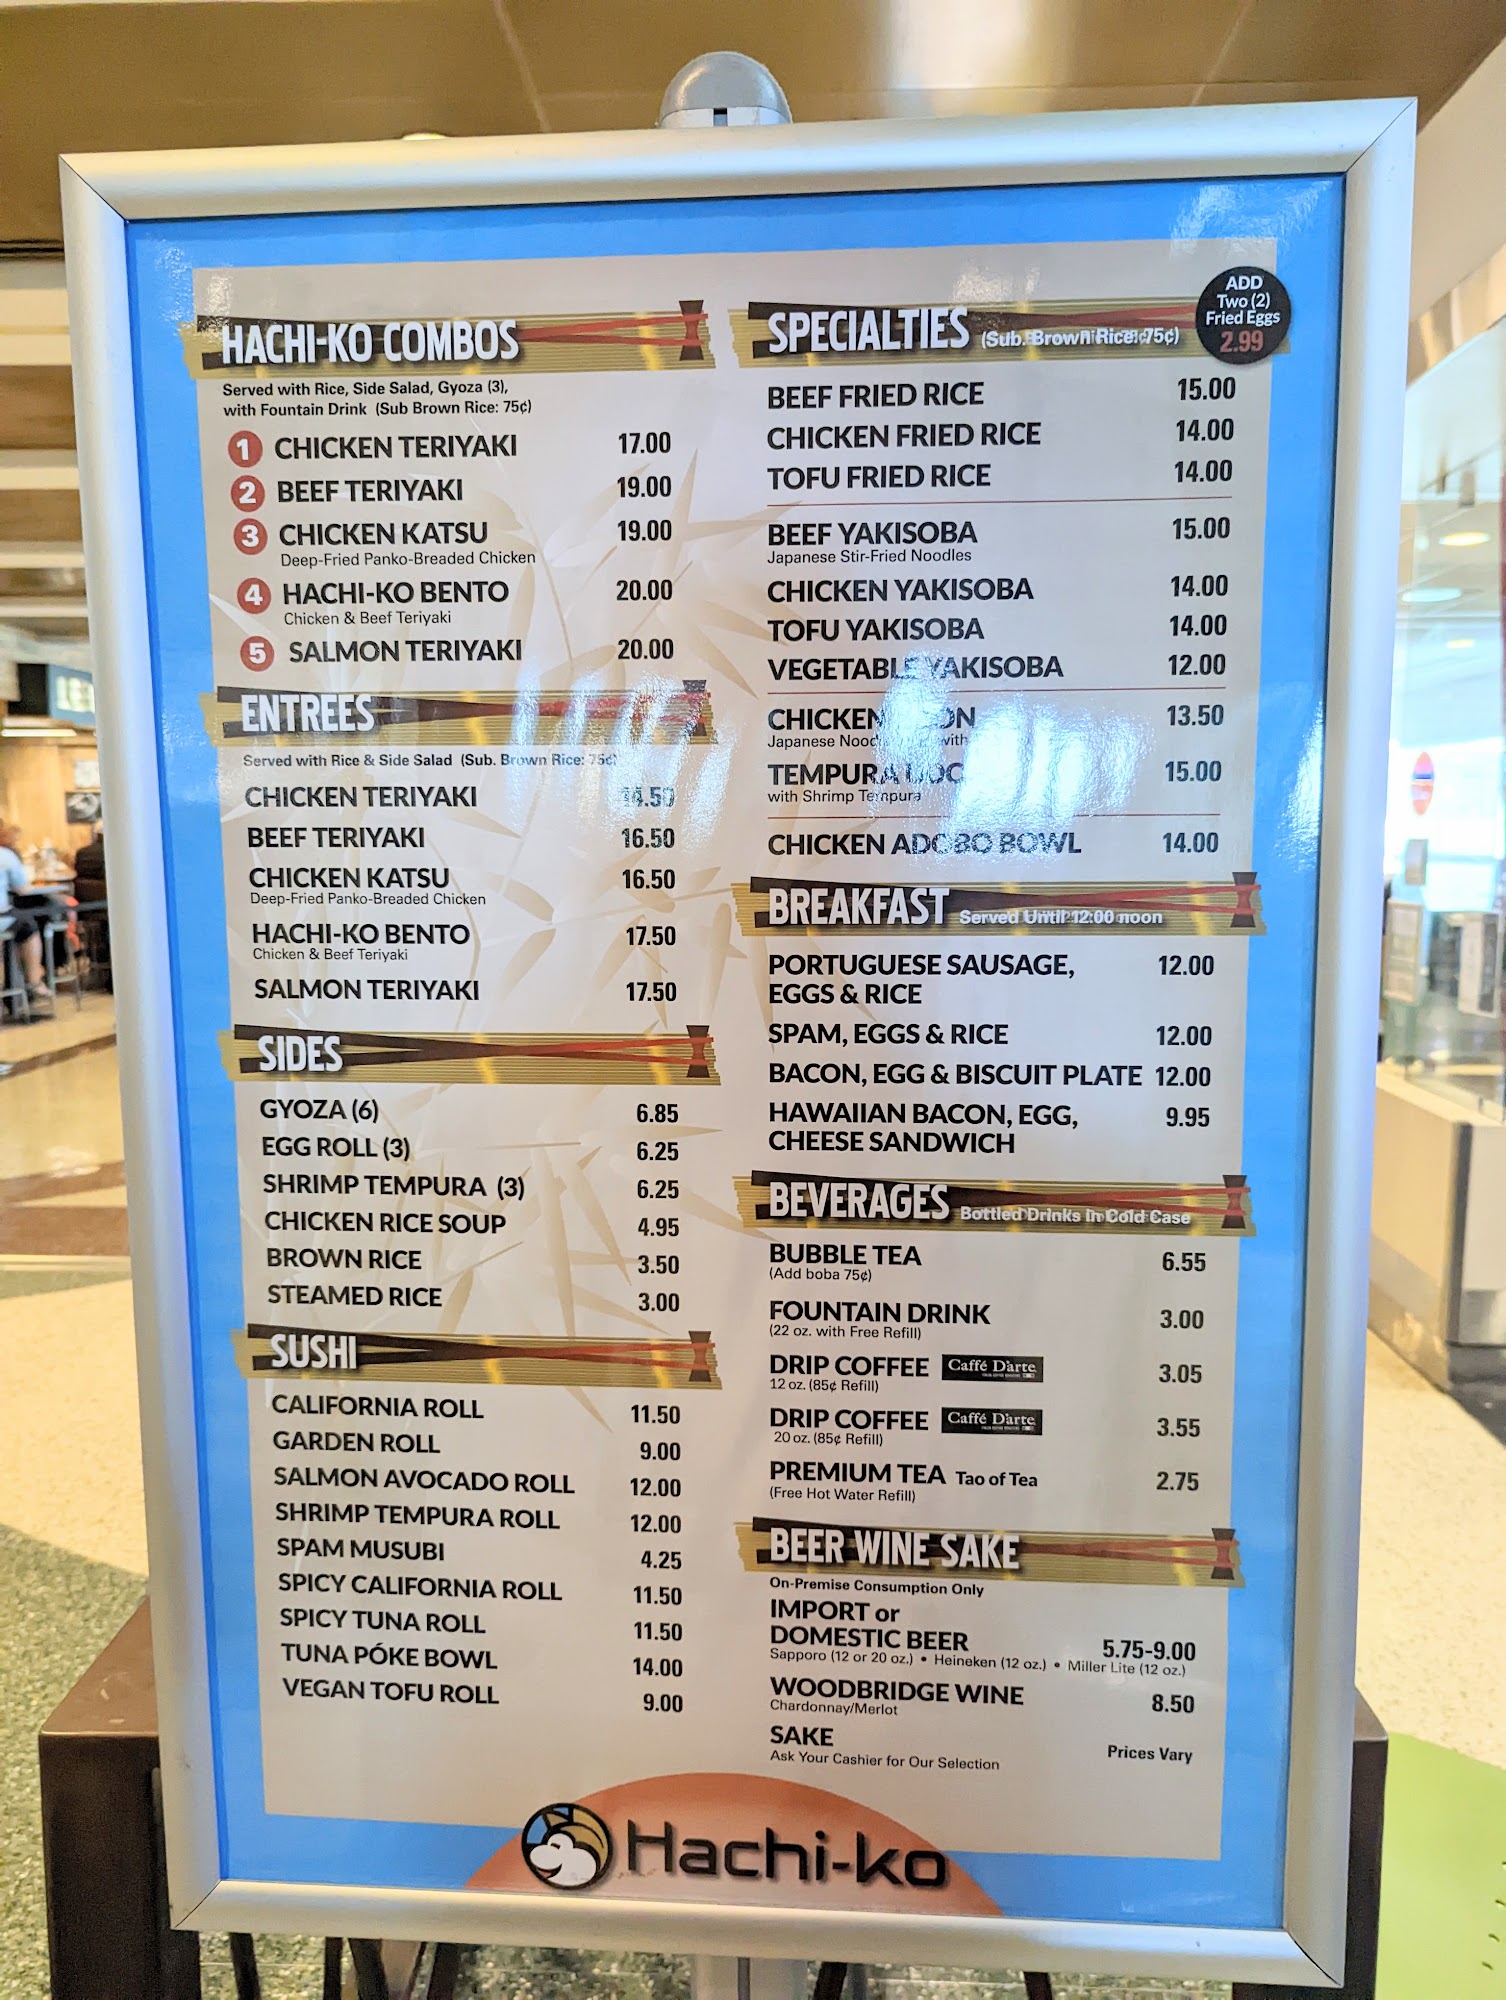 HACHI-KO COMBOS
Served with Rice, Side Salad, Gyoza (3),
with Fountain Drink (Sub Brown Rice: 75¢)
1 CHICKEN TERIYAKI 17.00
2 BEEF TERIYAKI 19.00
3 CHICKEN KATSU 19.00
Deep-Fried Panko-Breaded Chicken
4 HACHI-KO BENTO 20.00
Chicken & Beef Teriyaki
5 SALMON TERIYAKI 20.00
ENTREES
Served with Rice & Side Salad (Sub. Brown Rice: 75¢)
CHICKEN TERIYAKI 14.50
BEEF TERIYAKI 16.50
CHICKEN KATSU 16.50
Deep-Fried Panko-Breaded Chicken
HACHI-KO BENTO 17.50
Chicken & Beef Teriyaki
SALMON TERIYAKI 17.50
SIDES
GYOZA (6) 6.85
EGG ROLL (3) 6.25
SHRIMP TEMPURA (3) 6.25
CHICKEN RICE SOUP 4.95
BROWN RICE 3.50
STEAMED RICE 3.00
SUSHI
CALIFORNIA ROLL 11.50
GARDEN ROLL 9.00
SALMON AVOCADO ROLL 12.00
SHRIMP TEMPURA ROLL 12.00
SPAM MUSUBI 4.25
SPICY CALIFORNIA ROLL 11.50
SPICY TUNA ROLL 11.50
TUNA PÓKE BOWL 14.00
VEGAN TOFU ROLL 9.00
SPECIALTIES (Sub. Brown Rice: 75¢)
ADD
Two (2)
Fried Eggs
2.99
BEEF FRIED RICE 15.00
CHICKEN FRIED RICE 14.00
TOFU FRIED RICE 14.00
BEEF YAKISOBA 15.00
Japanese Stir-Fried Noodles
CHICKEN YAKISOBA 14.00
TOFU YAKISOBA 14.00
VEGETABLE YAKISOBA 12.00
CHICKEN 13.50
Japanese with
TEMPURA 15.00
with Shrimp Tempura
CHICKEN ADOBO BOWL 14.00
BREAKFAST Served Until 12:00 noon
PORTUGUESE SAUSAGE, 12.00
EGGS & RICE
SPAM, EGGS & RICE 12.00
BACON, EGG & BISCUIT PLATE 12.00
HAWAIIAN BACON, EGG, 9.95
CHEESE SANDWICH
BEVERAGES Bottled Drinks In Cold Case
BUBBLE TEA 6.55
(Add boba 75¢)
FOUNTAIN DRINK 3.00
(22 oz. with Free Refill)
DRIP COFFEE Caffé D'arte 3.05
12 oz. (85¢ Refill)
DRIP COFFEE Caffé D'arte 3.55
20 oz. (85¢ Refill)
PREMIUM TEA Tao of Tea 2.75
(Free Hot Water Refill)
BEER WINE SAKE
On-Premise Consumption Only
IMPORT or
DOMESTIC BEER 5.75-9.00
Sapporo (12 or 20 oz.) • Heineken (12 oz.) • Miller Lite (12 oz.)
WOODBRIDGE WINE 8.50
Chardonnay/Merlot
SAKE Prices Vary
Ask Your Cashier for Our Selection
Hachi-ko